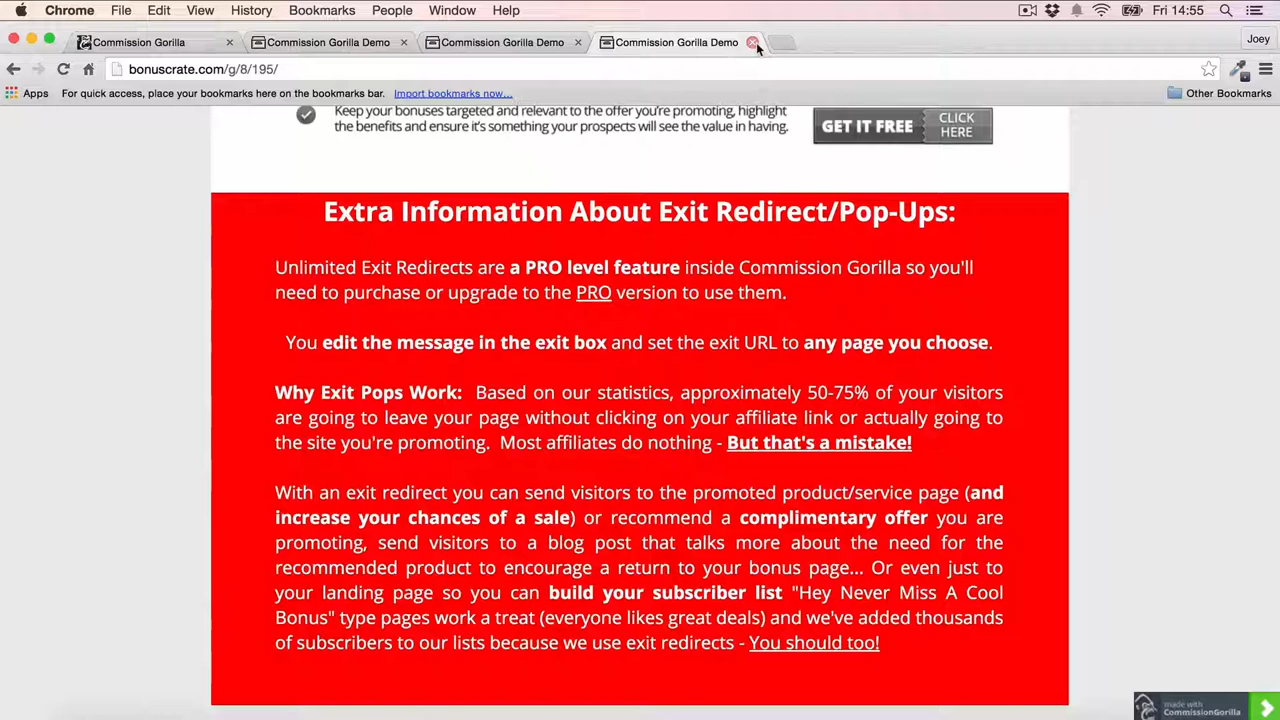 Chrome File Edit View History Bookmarks People Window Help Fri 14:55
Commission Gorilla Commission Gorilla Demo Commission Gorilla Demo Commission Gorilla Demo Joey
bonuscrate.com/g/8/195/
Apps For quick access, place your bookmarks here on the bookmarks bar. Import bookmarks now... Other Bookmarks
Keep your bonuses targeted and relevant to the offer you're promoting, highlight
the benefits and ensure it's something your prospects will see the value in having.
GET IT FREE CLICK
HERE
Extra Information About Exit Redirect/Pop-Ups:
Unlimited Exit Redirects are a PRO level feature inside Commission Gorilla so you'll
need to purchase or upgrade to the PRO version to use them.
You edit the message in the exit box and set the exit URL to any page you choose.
Why Exit Pops Work: Based on our statistics, approximately 50-75% of your visitors
are going to leave your page without clicking on your affiliate link or actually going to
the site you're promoting. Most affiliates do nothing - But that's a mistake!
With an exit redirect you can send visitors to the promoted product/service page (and
increase your chances of a sale) or recommend a complimentary offer you are
promoting, send visitors to a blog post that talks more about the need for the
recommended product to encourage a return to your bonus page... Or even just to
your landing page so you can build your subscriber list "Hey Never Miss A Cool
Bonus" type pages work a treat (everyone likes great deals) and we've added thousands
of subscribers to our lists because we use exit redirects - You should too!
made with
CommissionGorilla